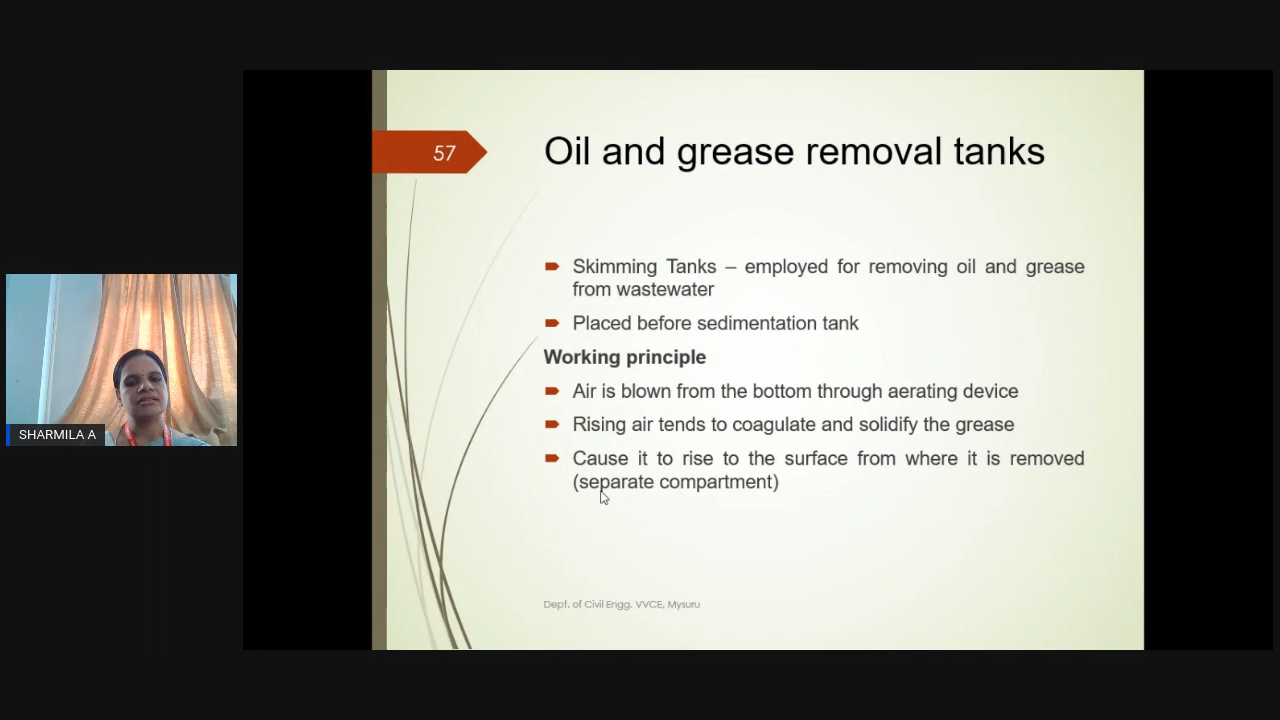 57
Oil and grease removal tanks
Skimming Tanks – employed for removing oil and grease
from wastewater
Placed before sedimentation tank
Working principle
Air is blown from the bottom through aerating device
Rising air tends to coagulate and solidify the grease
Cause it to rise to the surface from where it is removed
(separate compartment)
SHARMILA A
Dept. of Civil Engg. VVCE, Mysuru